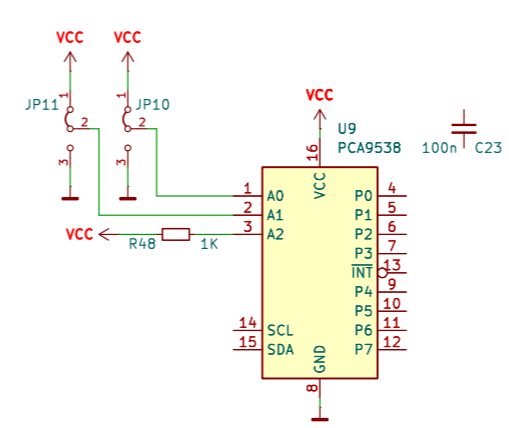 VCC VCC
JP11 1 2 3
JP10 1 2 3
VCC
U9
PCA9538
100n C23
16 VCC
1 A0 P0 4
2 A1 P1 5
VCC R48 1K 3 A2 P2 6
P3 7
INT 13
P4 9
P5 10
14 SCL P6 11
15 SDA P7 12
GND
8